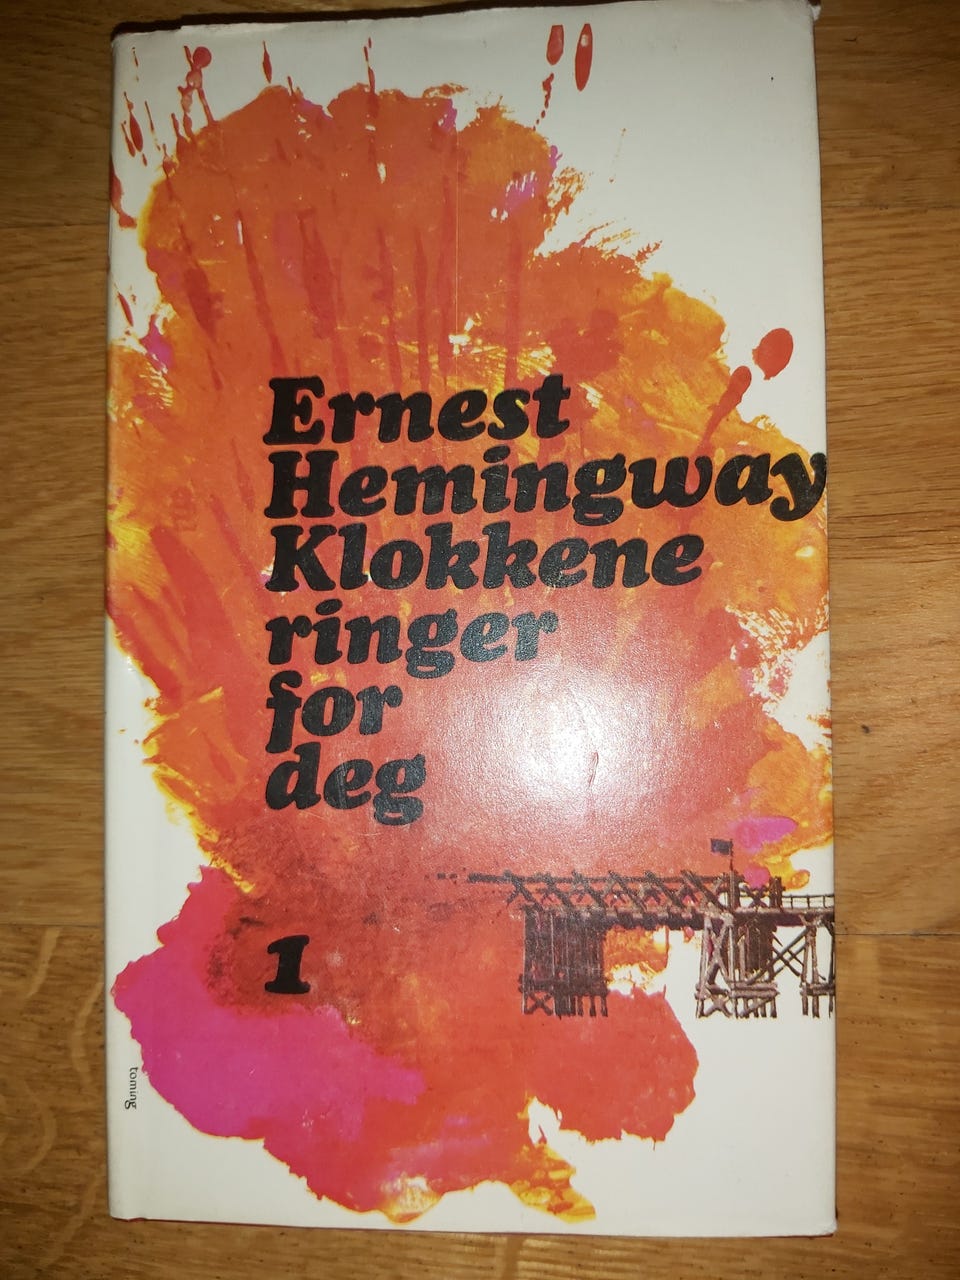 Ernest
Hemingway
Klokkene
ringer
for
deg
1
toming